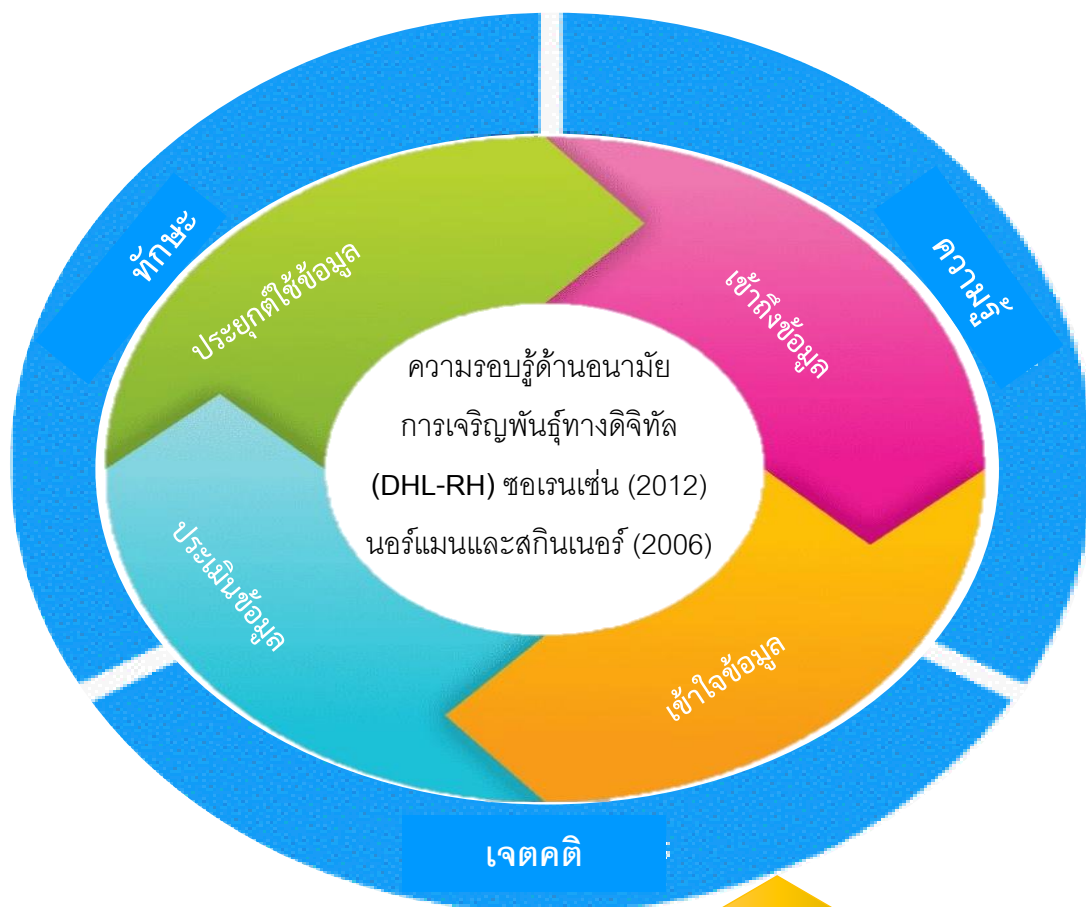 ทักษะ
ความรู้
ประยุกต์ใช้ข้อมูล
เข้าถึงข้อมูล
ความรอบรู้ด้านอนามัย
การเจริญพันธุ์ทางดิจิทัล
(DHL-RH) ซอเรนเซ่น (2012)
นอร์แมนและสกินเนอร์ (2006)
ประเมินข้อมูล
เข้าใจข้อมูล
เจตคติ